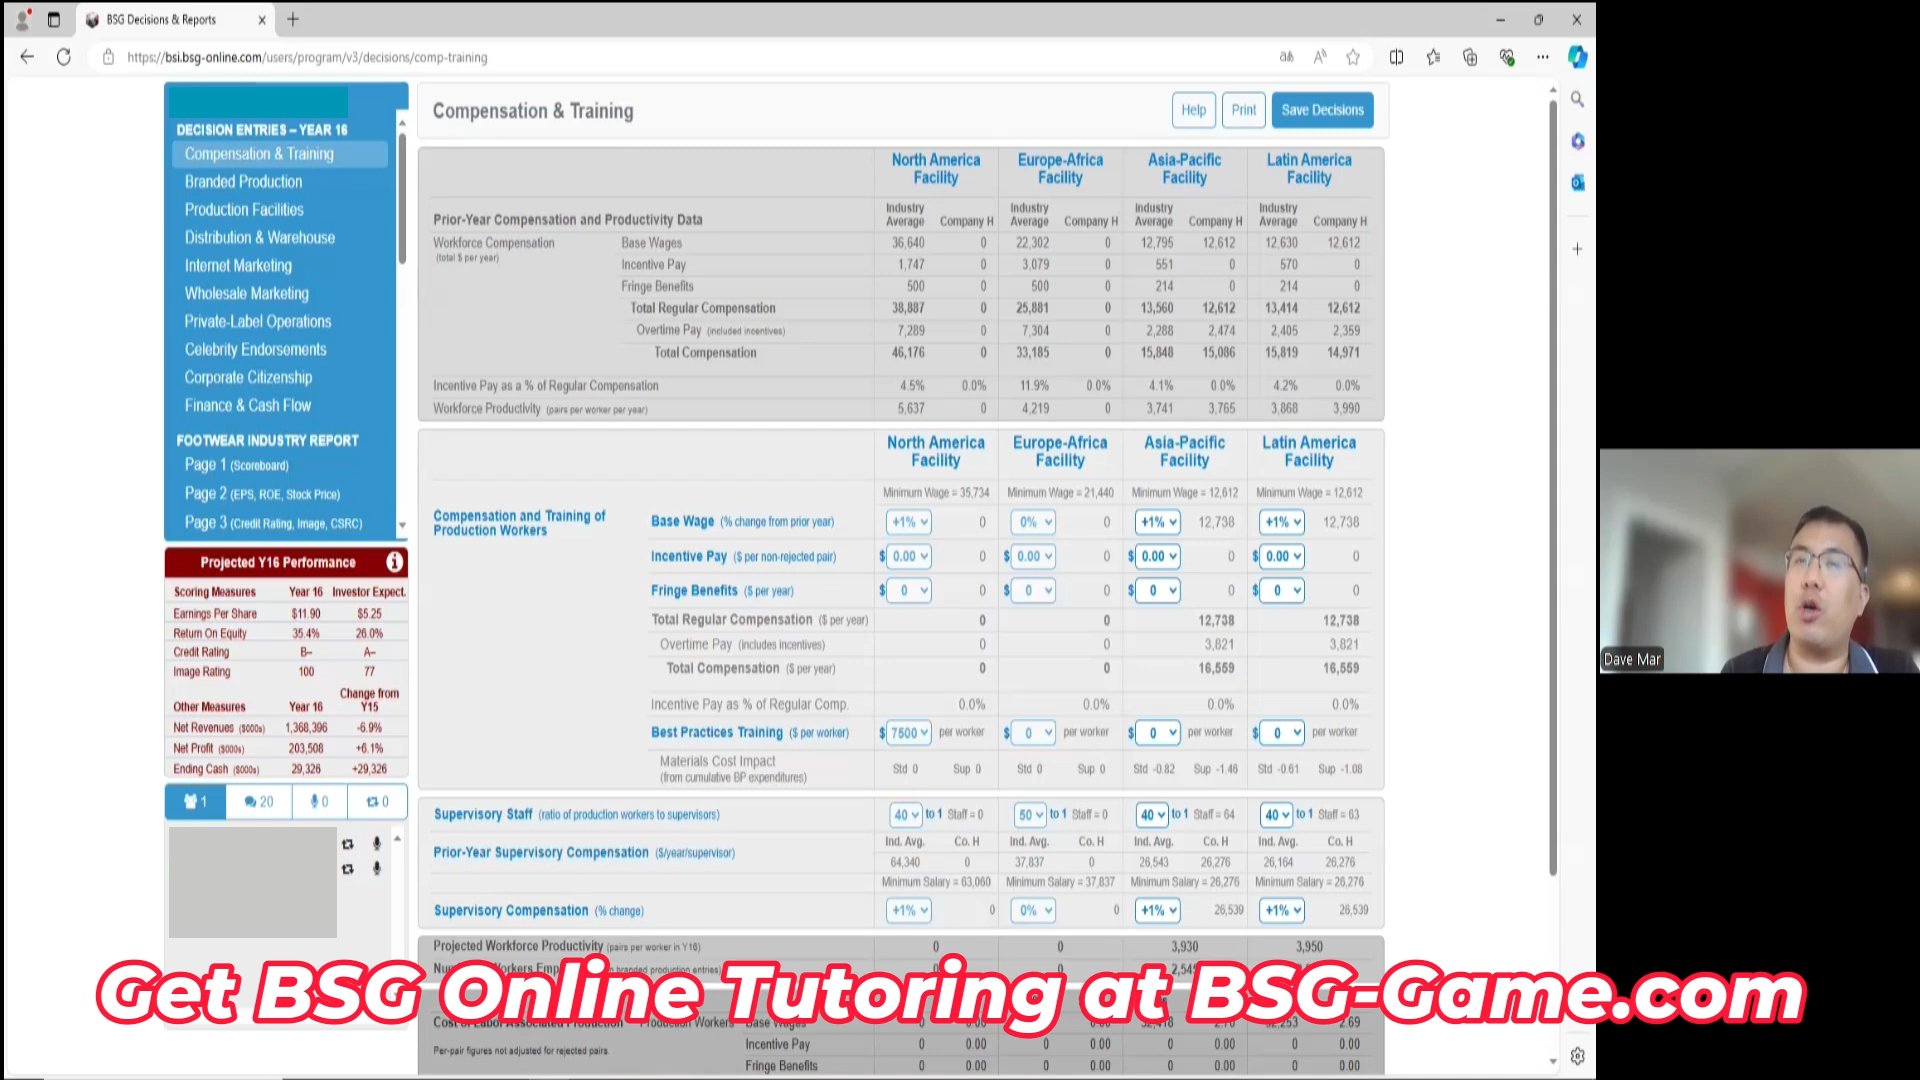 BSG Decisions & Reports
https://bsi.bsg-online.com/users/program/v3/decisions/comp-training
DECISION ENTRIES – YEAR 16
Compensation & Training
Branded Production
Production Facilities
Distribution & Warehouse
Internet Marketing
Wholesale Marketing
Private-Label Operations
Celebrity Endorsements
Corporate Citizenship
Finance & Cash Flow
FOOTWEAR INDUSTRY REPORT
Page 1 (Scoreboard)
Page 2 (EPS, ROE, Stock Price)
Page 3 (Credit Rating, Image, CSRC)
Projected Y16 Performance
Scoring Measures Year 16 Investor Expect.
Earnings Per Share $11.90 $5.25
Return On Equity 35.4% 26.0%
Credit Rating B– A–
Image Rating 100 77
Other Measures Year 16 Change from Y15
Net Revenues ($000s) 1,368,396 -6.9%
Net Profit ($000s) 203,508 +6.1%
Ending Cash ($000s) 29,326 +29,326
1 20 0 0
Compensation & Training
Help Print Save Decisions
North America Facility Europe-Africa Facility Asia-Pacific Facility Latin America Facility
Prior-Year Compensation and Productivity Data Industry Average Company H Industry Average Company H Industry Average Company H Industry Average Company H
Workforce Compensation (total $ per year) Base Wages 36,640 0 22,302 0 12,795 12,612 12,630 12,612
Incentive Pay 1,747 0 3,079 0 551 0 570 0
Fringe Benefits 500 0 500 0 214 0 214 0
Total Regular Compensation 38,887 0 25,881 0 13,560 12,612 13,414 12,612
Overtime Pay (included incentives) 7,289 0 7,304 0 2,288 2,474 2,405 2,359
Total Compensation 46,176 0 33,185 0 15,848 15,086 15,819 14,971
Incentive Pay as a % of Regular Compensation 4.5% 0.0% 11.9% 0.0% 4.1% 0.0% 4.2% 0.0%
Workforce Productivity (pairs per worker per year) 5,637 0 4,219 0 3,741 3,765 3,868 3,990
North America Facility Europe-Africa Facility Asia-Pacific Facility Latin America Facility
Minimum Wage = 35,734 Minimum Wage = 21,440 Minimum Wage = 12,612 Minimum Wage = 12,612
Compensation and Training of Production Workers
Base Wage (% change from prior year) +1% 0 0% 0 +1% 12,738 +1% 12,738
Incentive Pay ($ per non-rejected pair) $ 0.00 0 $ 0.00 0 $ 0.00 0 $ 0.00 0
Fringe Benefits ($ per year) $ 0 0 $ 0 0 $ 0 0 $ 0 0
Total Regular Compensation ($ per year) 0 0 12,738 12,738
Overtime Pay (includes incentives) 0 0 3,821 3,821
Total Compensation ($ per year) 0 0 16,559 16,559
Incentive Pay as % of Regular Comp. 0.0% 0.0% 0.0% 0.0%
Best Practices Training ($ per worker) $ 7500 per worker $ 0 per worker $ 0 per worker $ 0 per worker
Materials Cost Impact (from cumulative BP expenditures) Std 0 Sup 0 Std 0 Sup 0 Std -0.82 Sup -1.46 Std -0.61 Sup -1.08
Supervisory Staff (ratio of production workers to supervisors) 40 to 1 Staff = 0 50 to 1 Staff = 0 40 to 1 Staff = 64 40 to 1 Staff = 63
Ind. Avg. Co. H Ind. Avg. Co. H Ind. Avg. Co. H Ind. Avg. Co. H
Prior-Year Supervisory Compensation ($/year/supervisor) 64,340 0 37,837 0 26,543 26,276 26,164 26,276
Minimum Salary = 63,060 Minimum Salary = 37,837 Minimum Salary = 26,276 Minimum Salary = 26,276
Supervisory Compensation (% change) +1% 0 0% 0 +1% 26,539 +1% 26,539
Projected Workforce Productivity (pairs per worker in Y16) 0 0 3,930 3,950
Get BSG Online Tutoring at BSG-Game.com
Production Workers Base Wages 2.69
Incentive Pay 0 0.00 0 0.00 0 0.00 0 0.00
Per-pair figures not adjusted for rejected pairs.
Fringe Benefits 0 0.00 0 0.00 0 0.00 0 0.00
Dave Mar